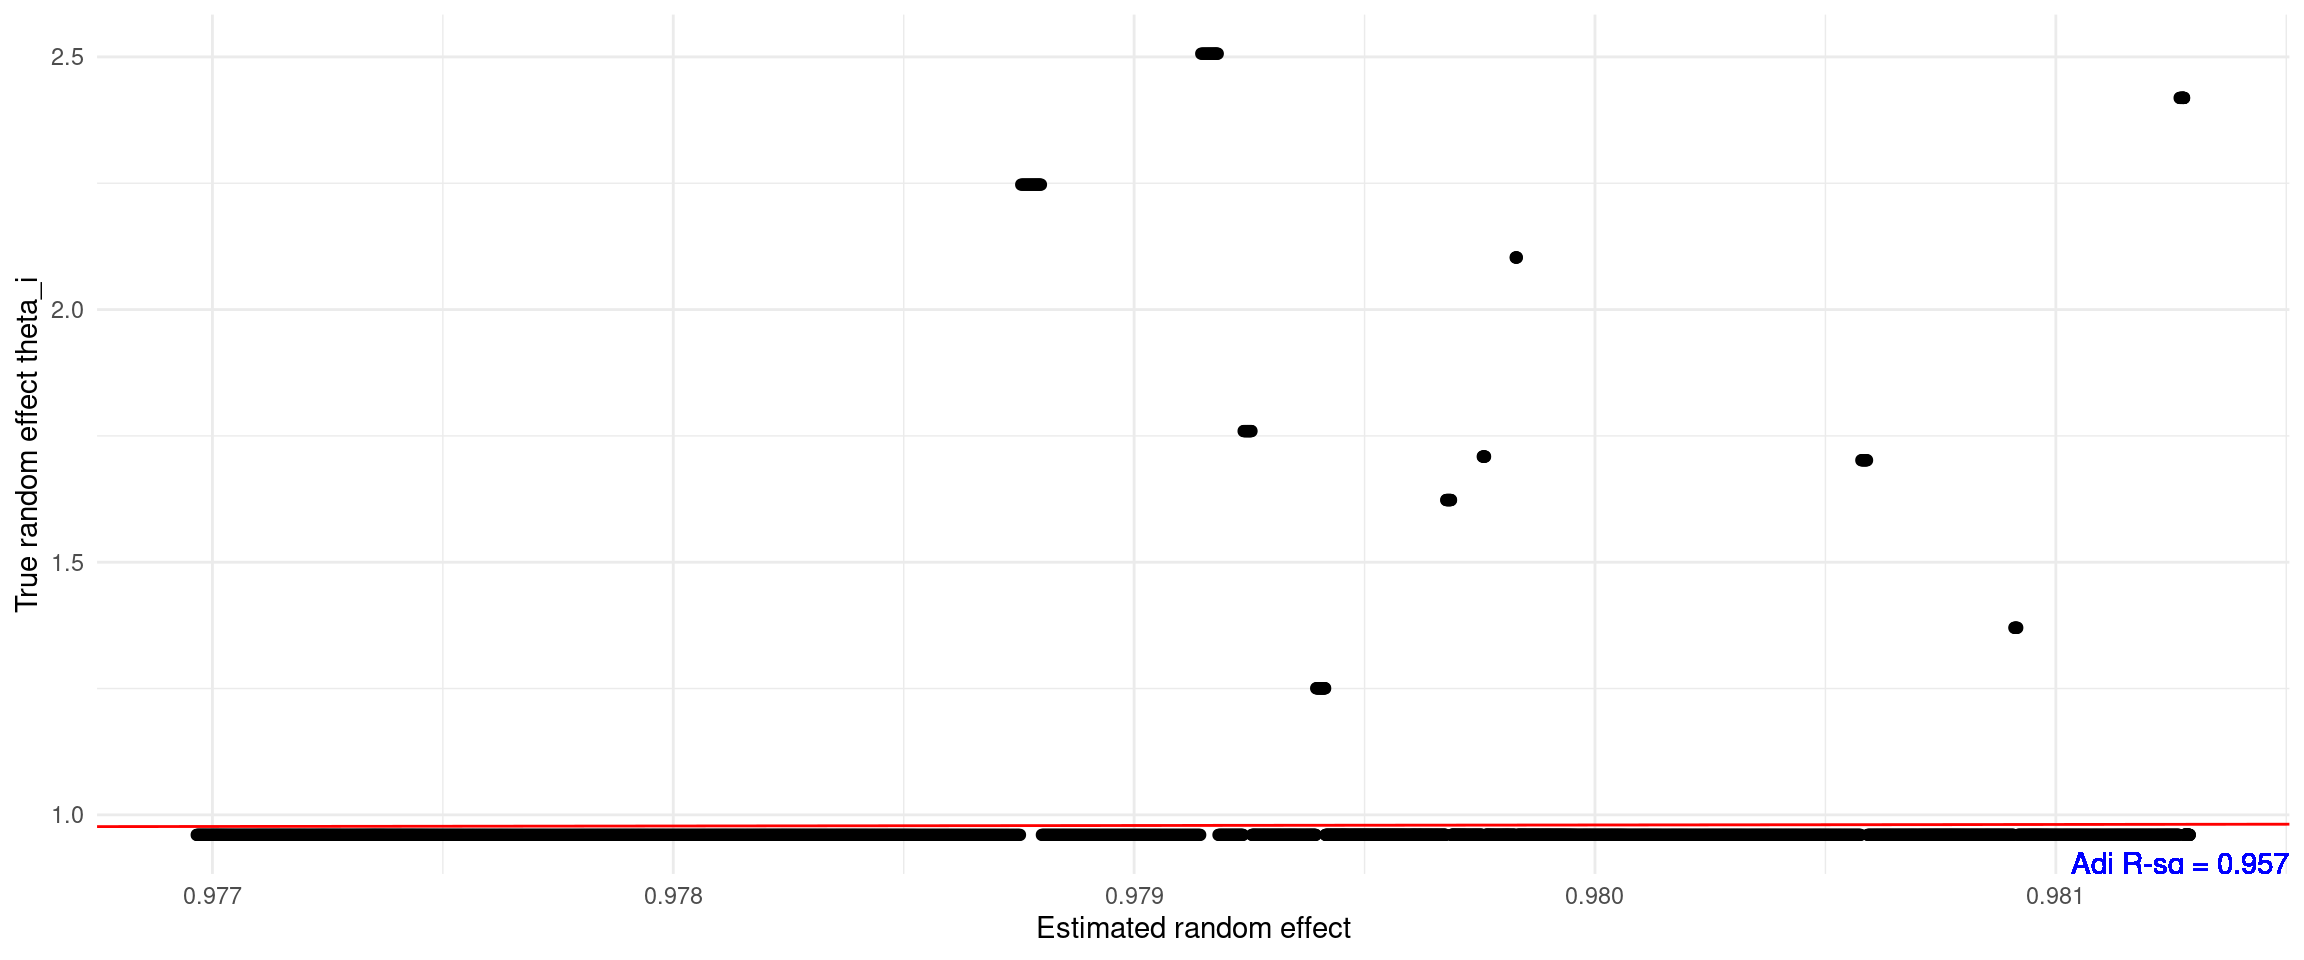 2.5
2.0
1.5
1.0
True random effect theta_i
0.977 0.978 0.979 0.980 0.981
Estimated random effect
Adj R-sq = 0.957